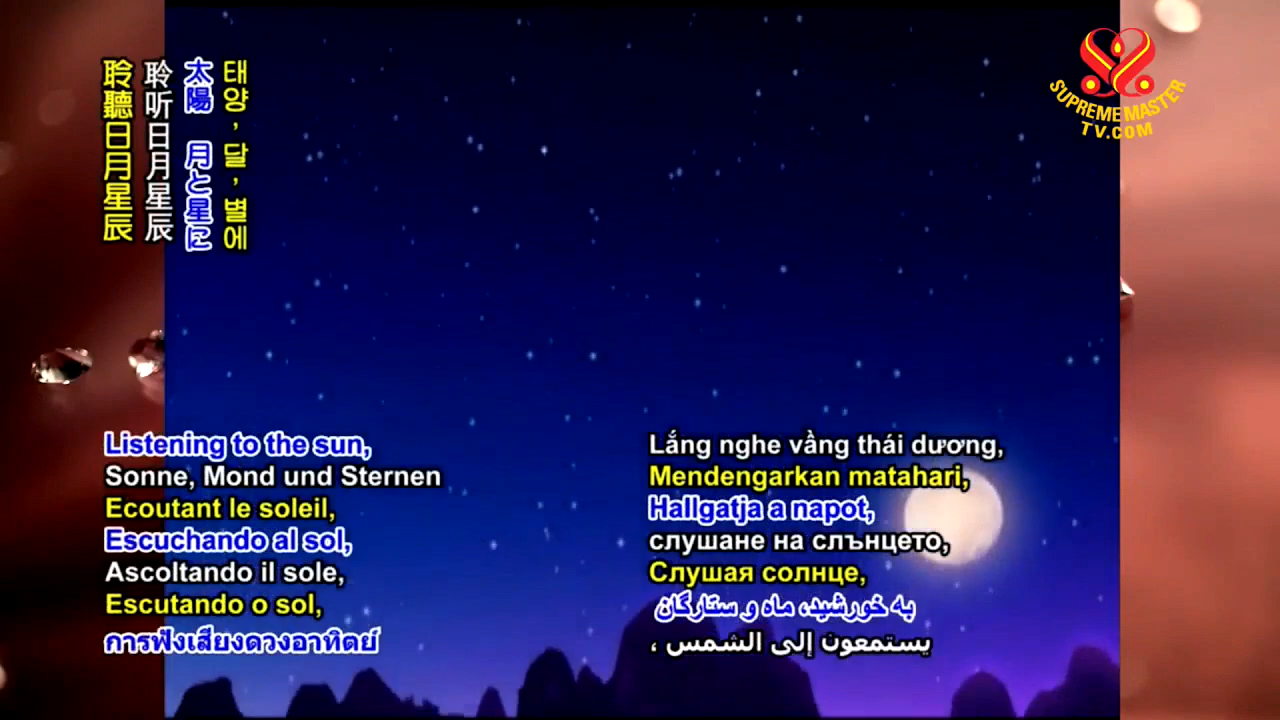 聆聽日月星辰
聆听日月星辰
太陽 月と星に
태양, 달, 별에
SUPREME MASTER
TV.COM
Listening to the sun,
Sonne, Mond und Sternen
Ecoutant le soleil,
Escuchando al sol,
Ascoltando il sole,
Escutando o sol,
การฟังเสียงดวงอาทิตย์
Lắng nghe vầng thái dương,
Mendengarkan matahari,
Hallgatja a napot,
слушане на слънцето,
Слушая солнце,
به خورشید، ماه و ستارگان
يستمعون إلى الشمس ،